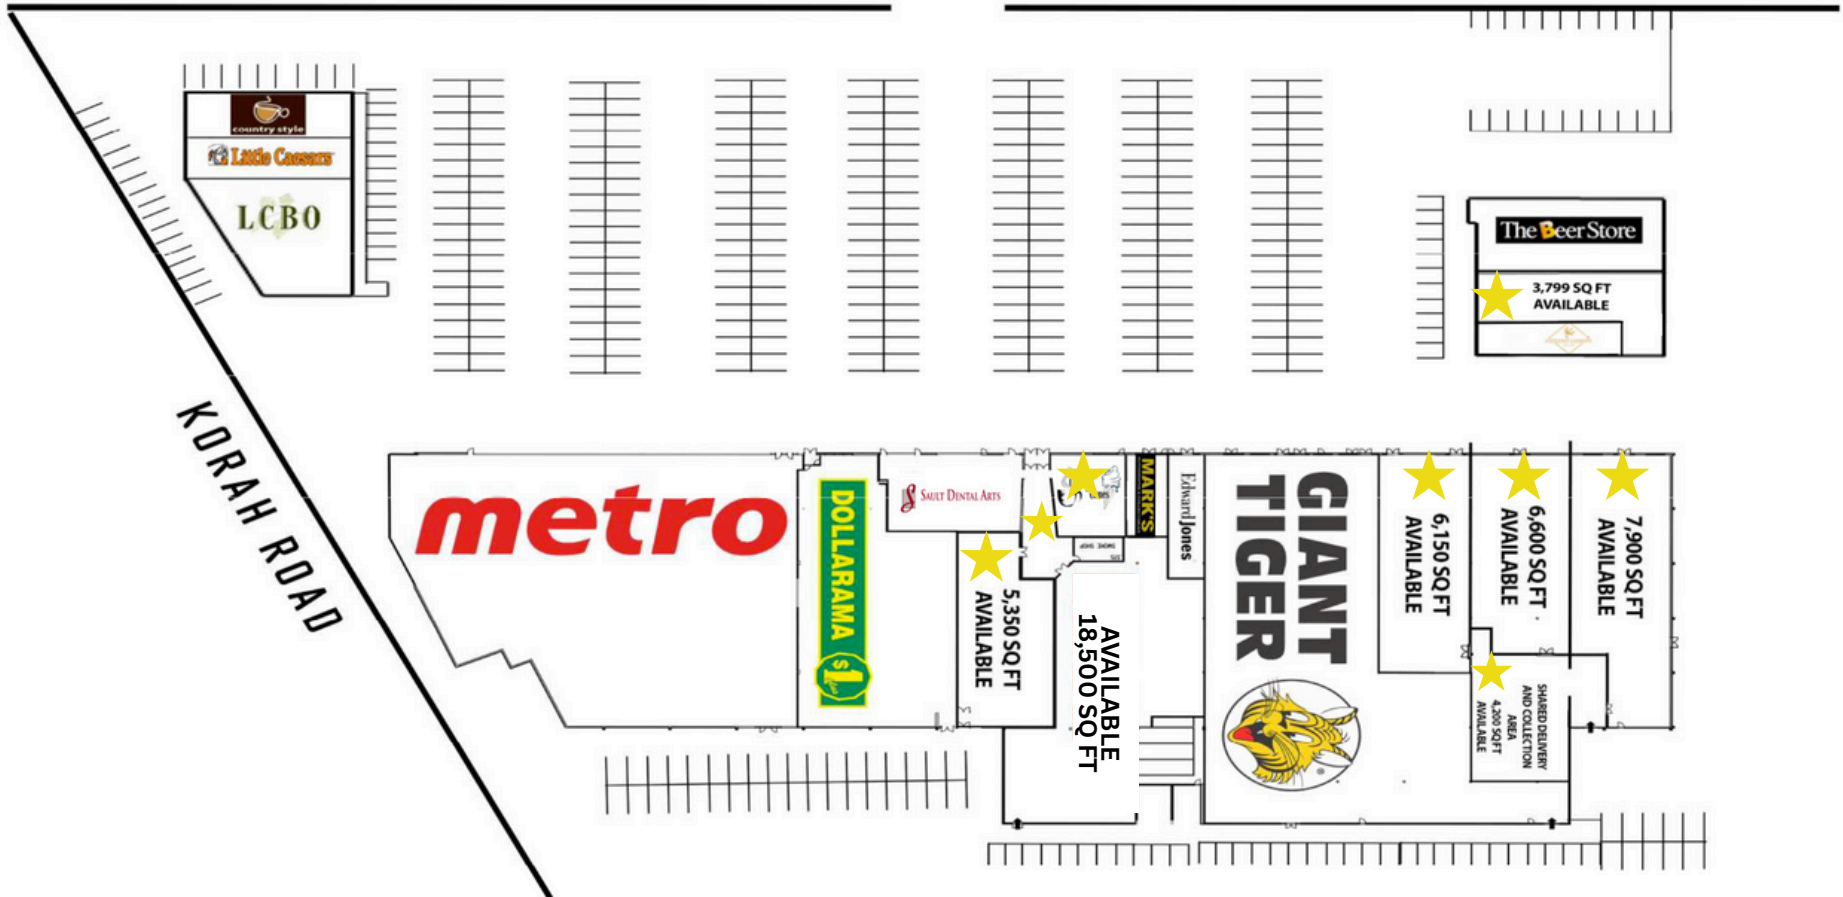 country style
Little Caesars
LCBO
The Beer Store
3,799 SQ FT
AVAILABLE
KORAH ROAD
metro
DOLLARAMA
$1
SAULT DENTAL ARTS
5,350 SQ FT
AVAILABLE
SMOKE SHOP
AVAILABLE
18,500 SQ FT
MARK'S
Edward Jones
GIANT
TIGER
®
6,150 SQ FT
AVAILABLE
6,600 SQ FT
AVAILABLE
7,900 SQ FT
AVAILABLE
SHARED DELIVERY
AND COLLECTION
AREA
4,200 SQ FT
AVAILABLE